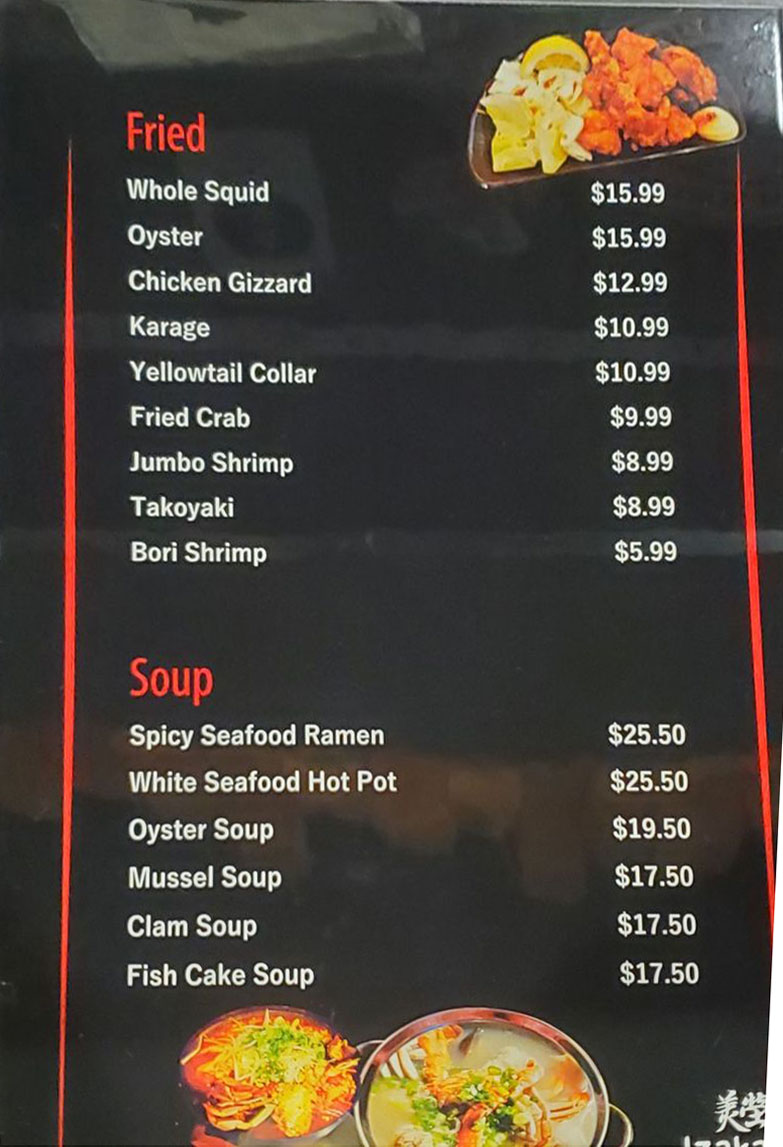 Fried
Whole Squid $15.99
Oyster $15.99
Chicken Gizzard $12.99
Karage $10.99
Yellowtail Collar $10.99
Fried Crab $9.99
Jumbo Shrimp $8.99
Takoyaki $8.99
Bori Shrimp $5.99
Soup
Spicy Seafood Ramen $25.50
White Seafood Hot Pot $25.50
Oyster Soup $19.50
Mussel Soup $17.50
Clam Soup $17.50
Fish Cake Soup $17.50